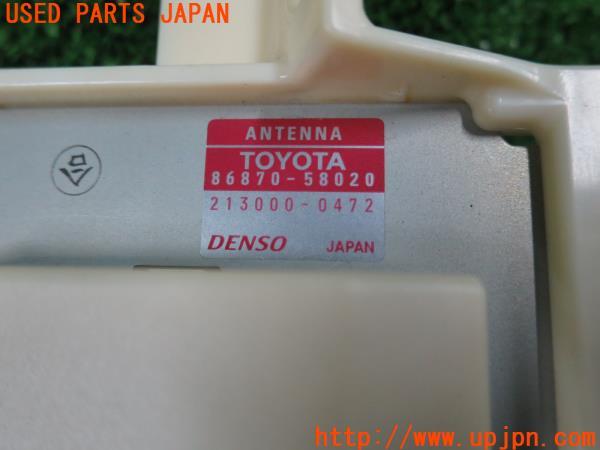 USED PARTS JAPAN
ANTENNA
TOYOTA
86870-58020
213000-0472
DENSO JAPAN
http://www.upjpn.com/